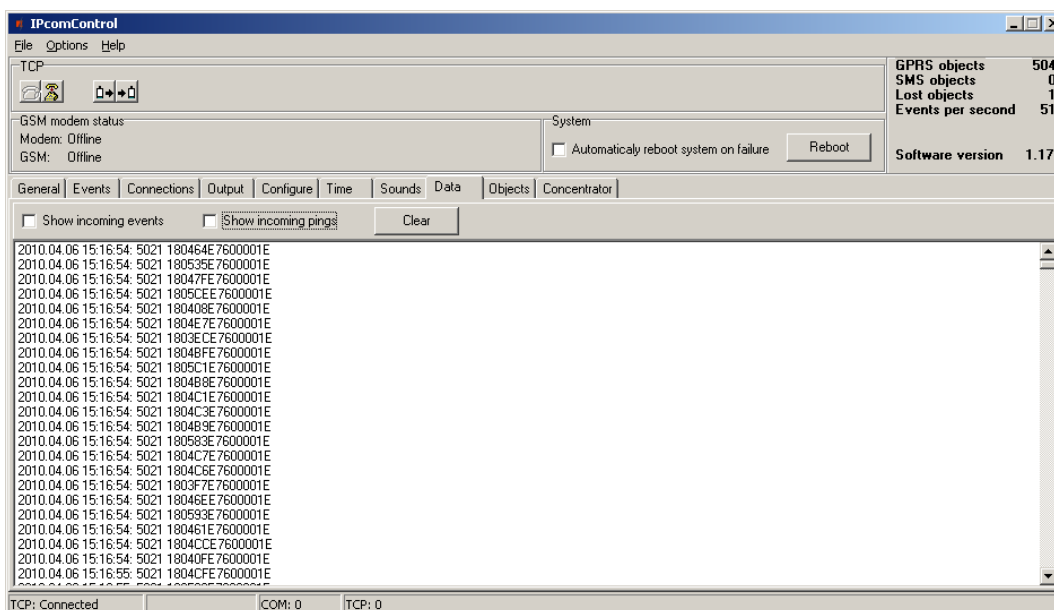 IPcomControl
File Options Help
TCP
GPRS objects 504
SMS objects 0
Lost objects 1
Events per second 51
Software version 1.17
GSM modem status
Modem: Offline
GSM: Offline
System
Automaticaly reboot system on failure
Reboot
General Events Connections Output Configure Time Sounds Data Objects Concentrator
Show incoming events Show incoming pings Clear
2010.04.06 15:16:54: 5021 180464E7600001E
2010.04.06 15:16:54: 5021 180535E7600001E
2010.04.06 15:16:54: 5021 18047FE7600001E
2010.04.06 15:16:54: 5021 1805CEE7600001E
2010.04.06 15:16:54: 5021 180408E7600001E
2010.04.06 15:16:54: 5021 1804E7E7600001E
2010.04.06 15:16:54: 5021 1803ECE7600001E
2010.04.06 15:16:54: 5021 1804BFE7600001E
2010.04.06 15:16:54: 5021 1805C1E7600001E
2010.04.06 15:16:54: 5021 1804B8E7600001E
2010.04.06 15:16:54: 5021 1804C1E7600001E
2010.04.06 15:16:54: 5021 1804C3E7600001E
2010.04.06 15:16:54: 5021 1804B9E7600001E
2010.04.06 15:16:54: 5021 180583E7600001E
2010.04.06 15:16:54: 5021 1804C7E7600001E
2010.04.06 15:16:54: 5021 1804C6E7600001E
2010.04.06 15:16:54: 5021 1803F7E7600001E
2010.04.06 15:16:54: 5021 18046EE7600001E
2010.04.06 15:16:54: 5021 180593E7600001E
2010.04.06 15:16:54: 5021 180461E7600001E
2010.04.06 15:16:54: 5021 1804CCE7600001E
2010.04.06 15:16:54: 5021 18040FE7600001E
2010.04.06 15:16:55: 5021 1804CFE7600001E
TCP: Connected COM: 0 TCP: 0